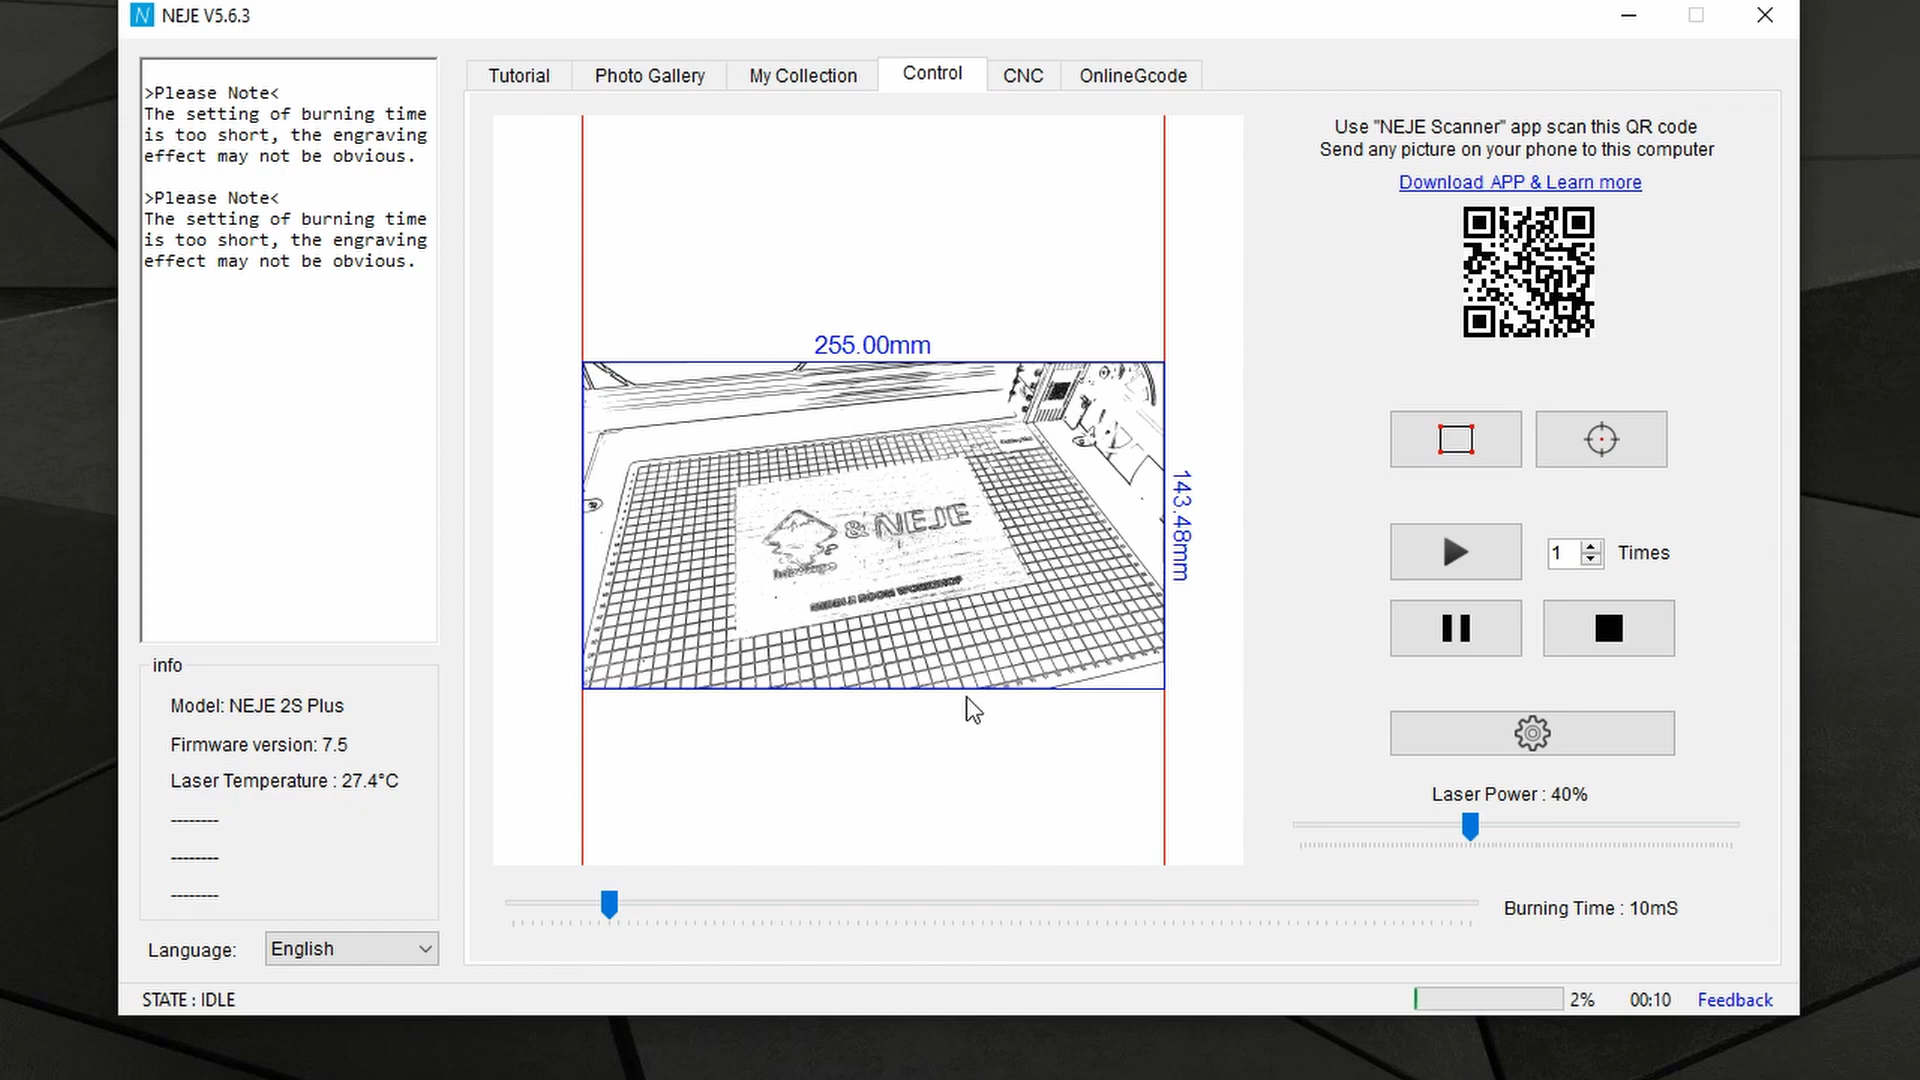 NEJE V5.6.3
>Please Note<
The setting of burning time
is too short, the engraving
effect may not be obvious.
>Please Note<
The setting of burning time
is too short, the engraving
effect may not be obvious.
info
Model: NEJE 2S Plus
Firmware version: 7.5
Laser Temperature : 27.4°C
--------
--------
--------
Language: English
Tutorial Photo Gallery My Collection Control CNC OnlineGcode
255.00mm
143.48mm
& NEJE
NEEDLE ROOM WORKSHOP
Use "NEJE Scanner" app scan this QR code
Send any picture on your phone to this computer
Download APP & Learn more
1 Times
Laser Power : 40%
Burning Time : 10mS
STATE : IDLE
2% 00:10 Feedback